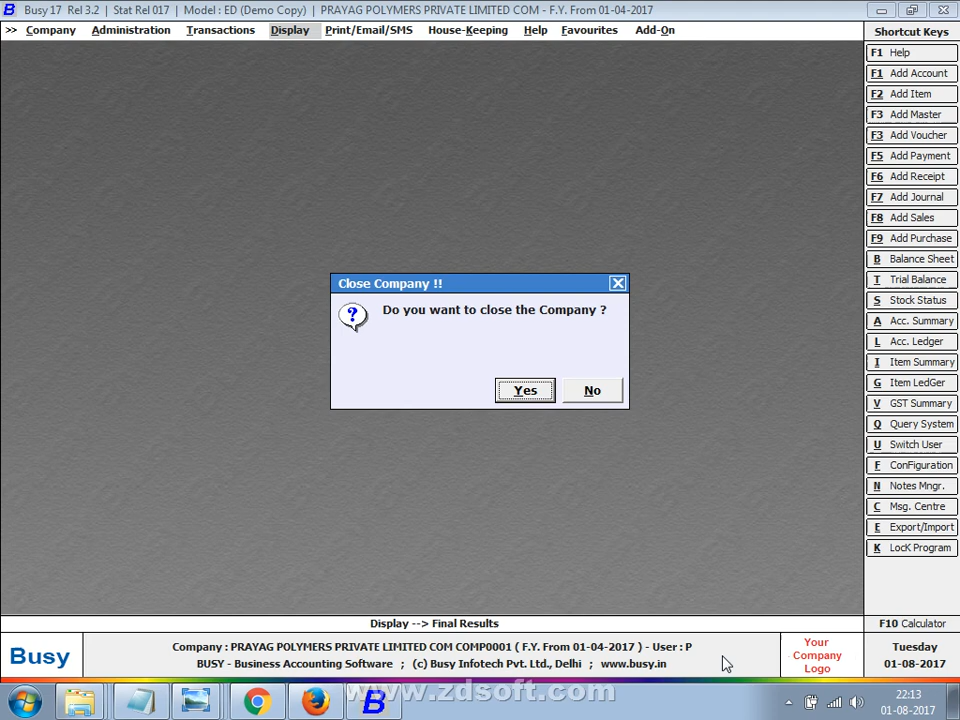 Busy 17 Rel 3.2 | Stat Rel 017 | Model : ED (Demo Copy) | PRAYAG POLYMERS PRIVATE LIMITED COM - F.Y. From 01-04-2017
>> Company Administration Transactions Display Print/Email/SMS House-Keeping Help Favourites Add-On
Shortcut Keys
F1 Help
F1 Add Account
F2 Add Item
F3 Add Master
F3 Add Voucher
F5 Add Payment
F6 Add Receipt
F7 Add Journal
F8 Add Sales
F9 Add Purchase
B Balance Sheet
T Trial Balance
S Stock Status
A Acc. Summary
L Acc. Ledger
I Item Summary
G Item LedGer
V GST Summary
Q Query System
U Switch User
F ConFiguration
N Notes Mngr.
C Msg. Centre
E Export/Import
K LocK Program
Close Company !!
Do you want to close the Company ?
Yes No
Display --> Final Results
F10 Calculator
Busy
Company : PRAYAG POLYMERS PRIVATE LIMITED COM COMP0001 ( F.Y. From 01-04-2017 ) - User : P
BUSY - Business Accounting Software ; (c) Busy Infotech Pvt. Ltd., Delhi ; www.busy.in
Your
Company
Logo
Tuesday
01-08-2017
www.zdsoft.com
22:13
01-08-2017